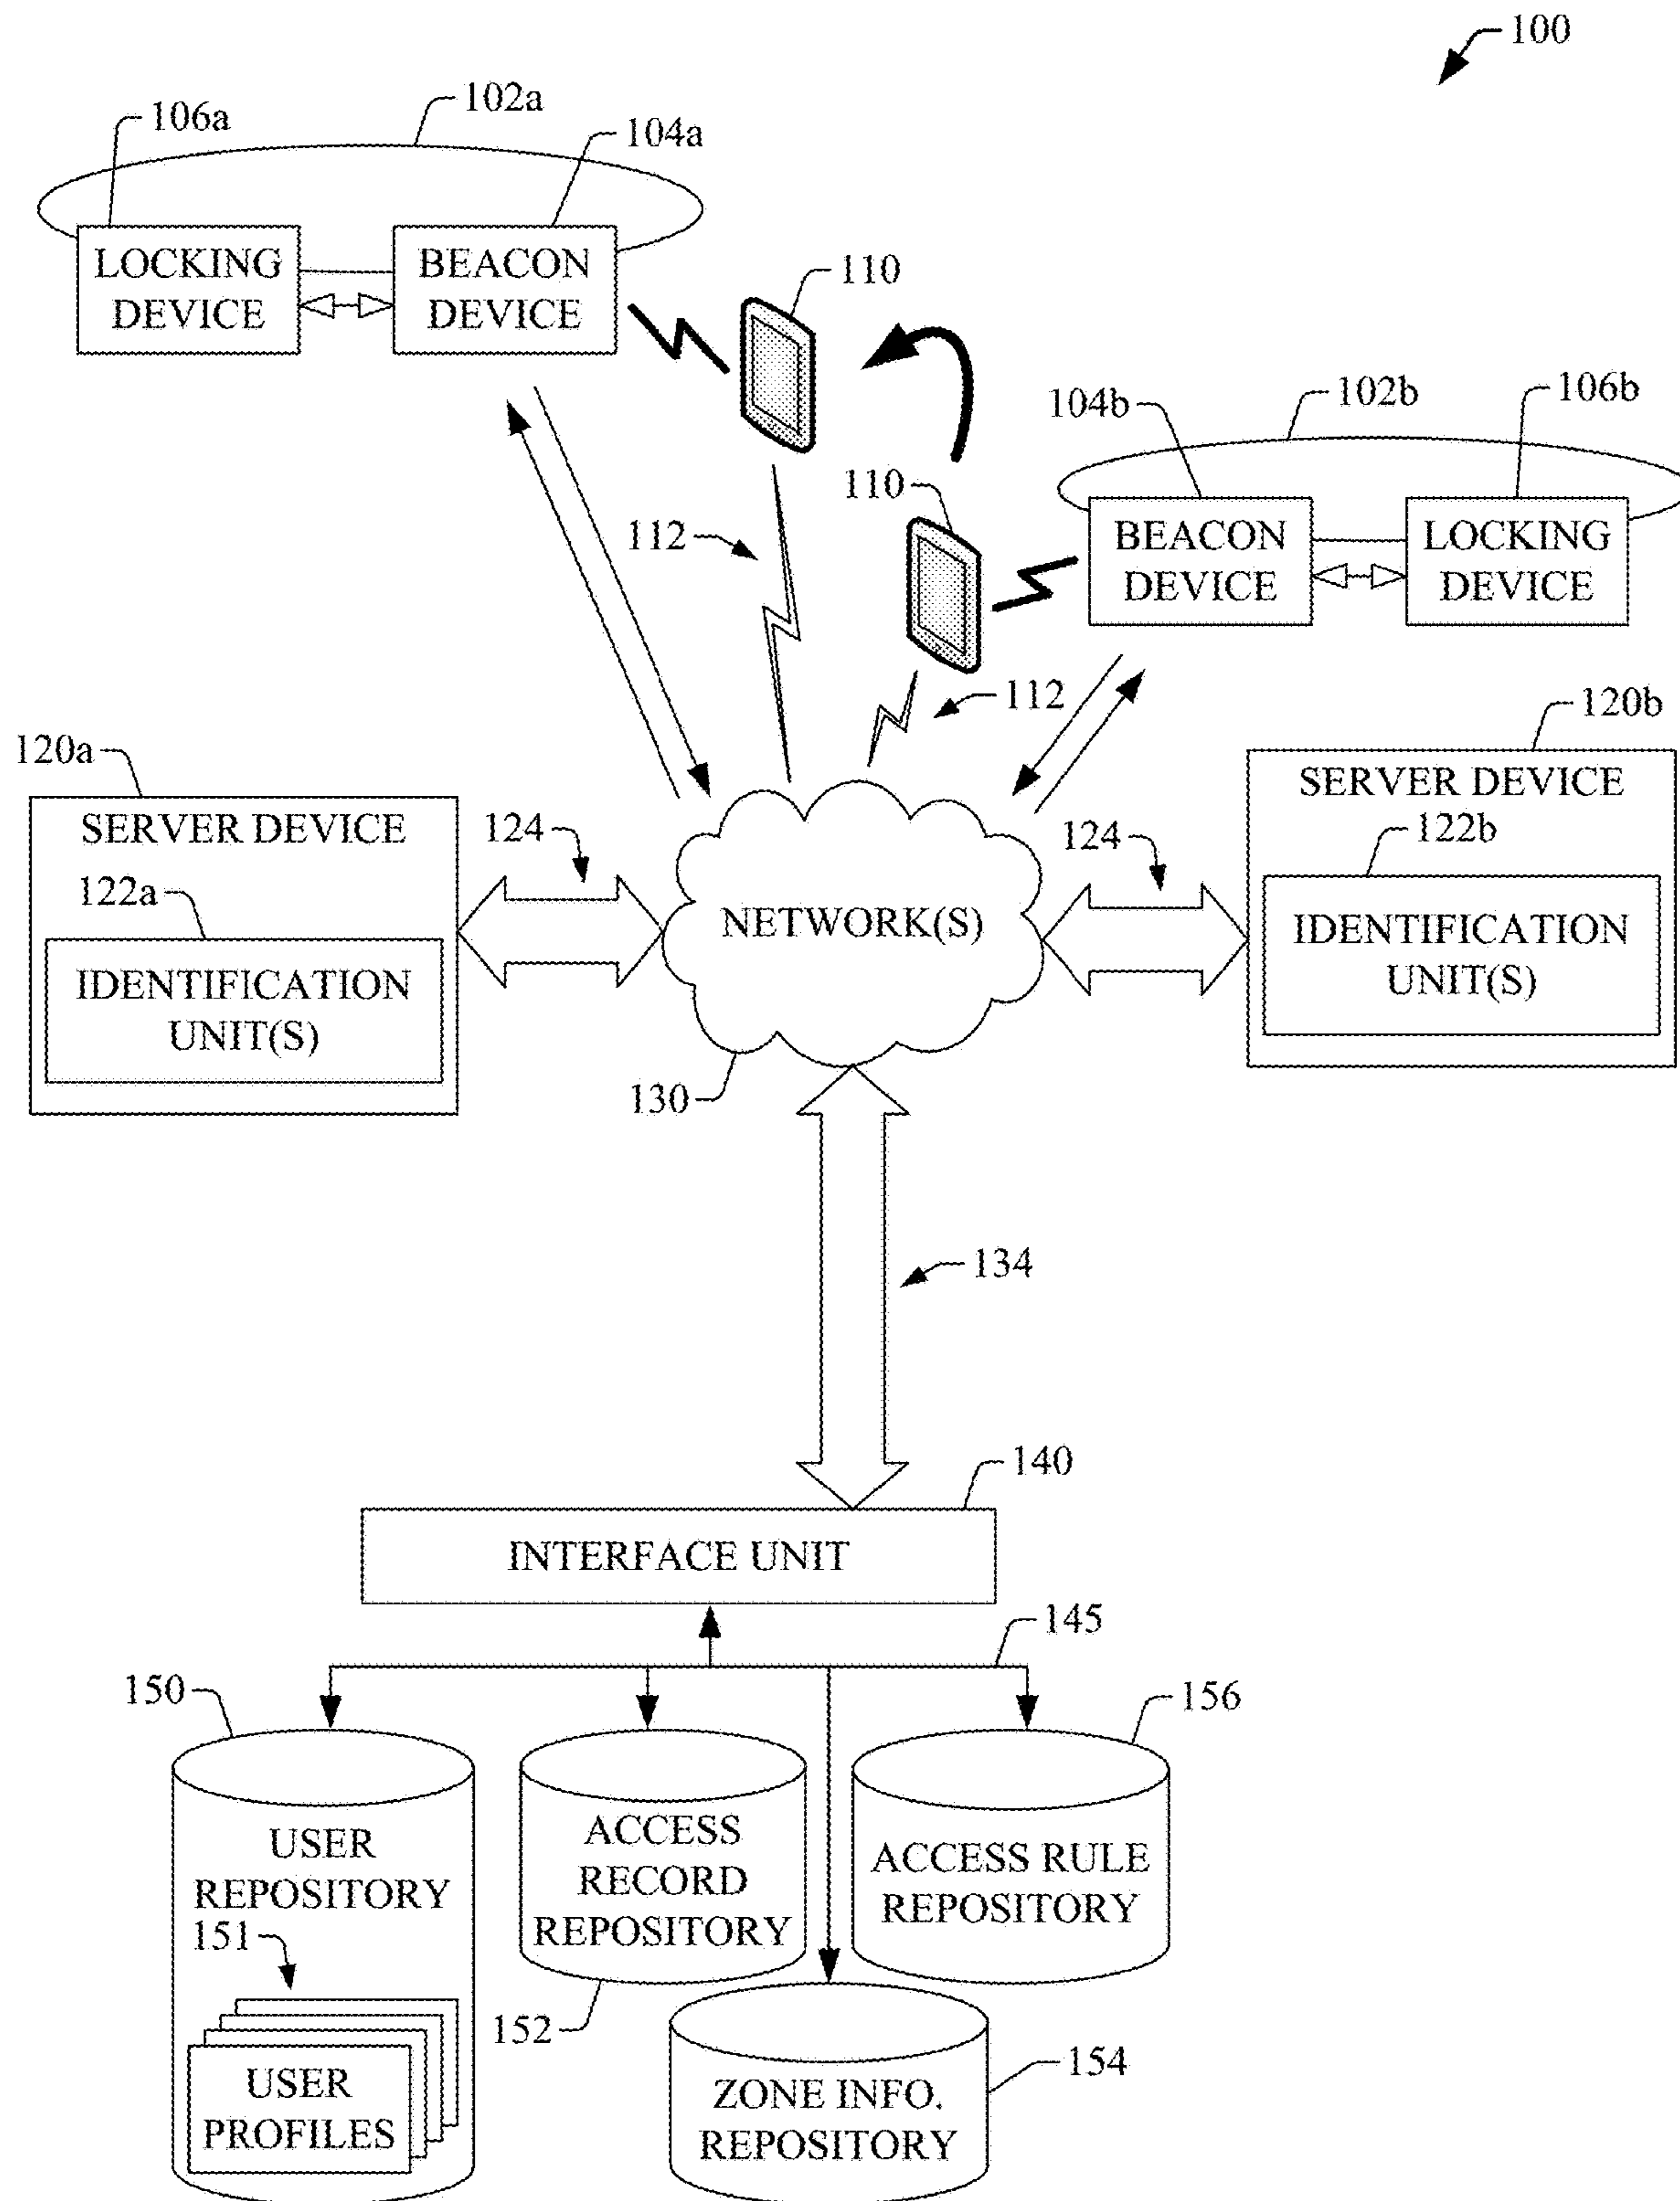 100
102a
106a
104a
LOCKING
DEVICE
BEACON
DEVICE
110
104b
102b
106b
110
BEACON
DEVICE
LOCKING
DEVICE
112
112
120a
120b
SERVER DEVICE
124
122a
IDENTIFICATION
UNIT(S)
NETWORK(S)
124
SERVER DEVICE
122b
IDENTIFICATION
UNIT(S)
130
134
140
INTERFACE UNIT
145
150
156
USER
REPOSITORY
151
USER
PROFILES
ACCESS
RECORD
REPOSITORY
152
ACCESS RULE
REPOSITORY
154
ZONE INFO.
REPOSITORY